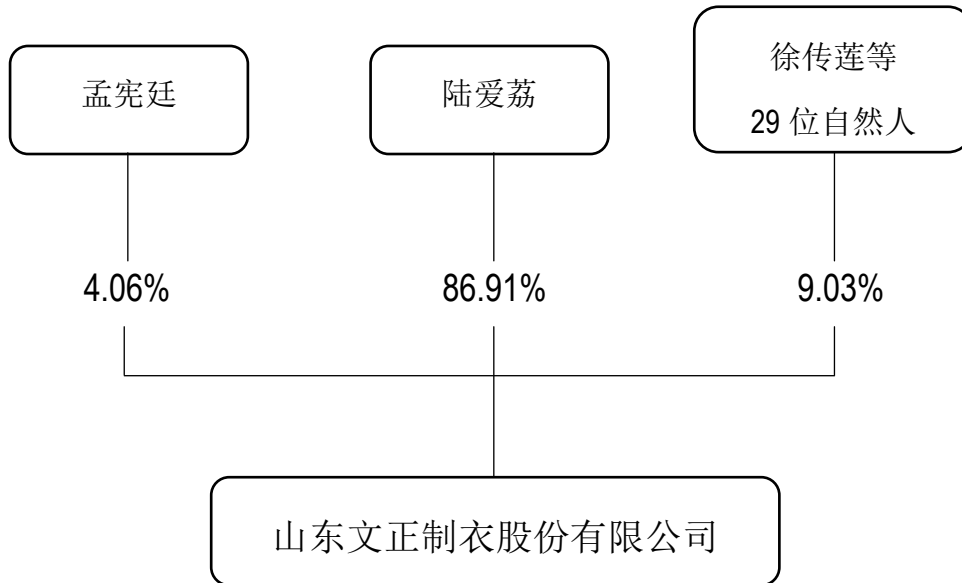 孟宪廷
陆爱荔
徐传莲等
29 位自然人
4.06%
86.91%
9.03%
山东文正制衣股份有限公司